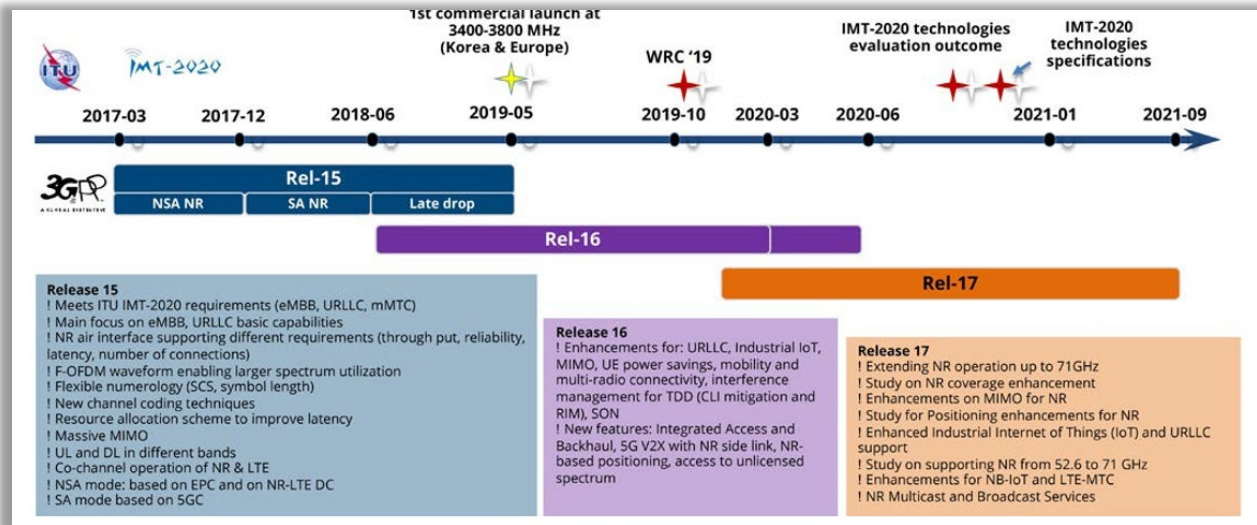 1st commercial launch at
3400-3800 MHz
(Korea & Europe)
WRC '19
IMT-2020 technologies
evaluation outcome
IMT-2020
technologies
specifications
ITU
IMT-2020
2017-03
2017-12
2018-06
2019-05
2019-10
2020-03
2020-06
2021-01
2021-09
3GPP
A GLOBAL INITIATIVE
Rel-15
NSA NR
SA NR
Late drop
Rel-16
Rel-17
Release 15
! Meets ITU IMT-2020 requirements (eMBB, URLLC, mMTC)
! Main focus on eMBB, URLLC basic capabilities
! NR air interface supporting different requirements (through put, reliability,
latency, number of connections)
! F-OFDM waveform enabling larger spectrum utilization
! Flexible numerology (SCS, symbol length)
! New channel coding techniques
! Resource allocation scheme to improve latency
! Massive MIMO
! UL and DL in different bands
! Co-channel operation of NR & LTE
! NSA mode: based on EPC and on NR-LTE DC
! SA mode based on 5GC
Release 16
! Enhancements for: URLLC, Industrial IoT,
MIMO, UE power savings, mobility and
multi-radio connectivity, interference
management for TDD (CLI mitigation and
RIM), SON
! New features: Integrated Access and
Backhaul, 5G V2X with NR side link, NR-
based positioning, access to unlicensed
spectrum
Release 17
! Extending NR operation up to 71GHz
! Study on NR coverage enhancement
! Enhancements on MIMO for NR
! Study for Positioning enhancements for NR
! Enhanced Industrial Internet of Things (IoT) and URLLC
support
! Study on supporting NR from 52.6 to 71 GHz
! Enhancements for NB-IoT and LTE-MTC
! NR Multicast and Broadcast Services